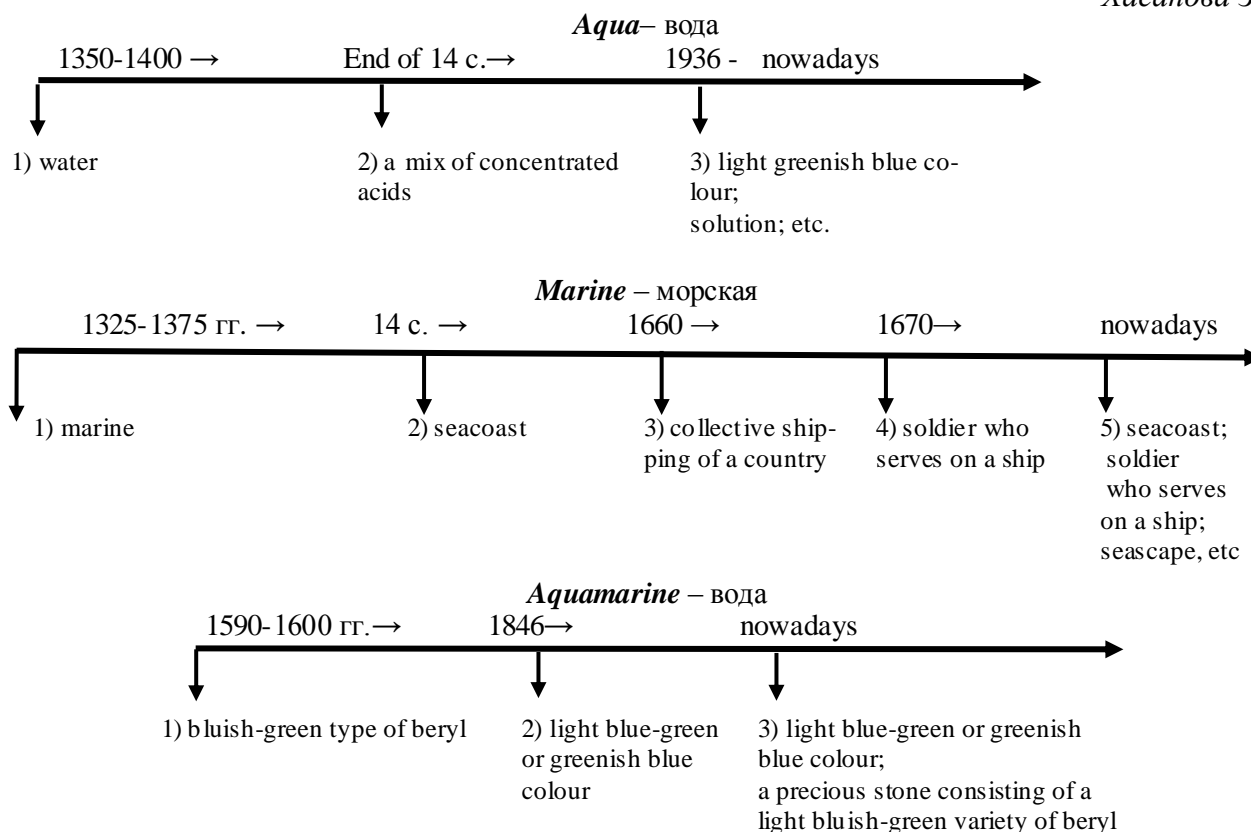 Aqua– вода
1350-1400 → End of 14 c.→ 1936 - nowadays
1) water
2) a mix of concentrated
acids
3) light greenish blue co-
lour;
solution; etc.
Marine – морская
1325-1375 гг. → 14 c. → 1660 → 1670→ nowadays
1) marine
2) seacoast
3) collective ship-
ping of a country
4) soldier who
serves on a ship
5) seacoast;
soldier
who serves
on a ship;
seascape, etc
Aquamarine – вода
1590-1600 гг.→ 1846→ nowadays
1) bluish-green type of beryl
2) light blue-green
or greenish blue
colour
3) light blue-green or greenish
blue colour;
a precious stone consisting of a
light bluish-green variety of beryl